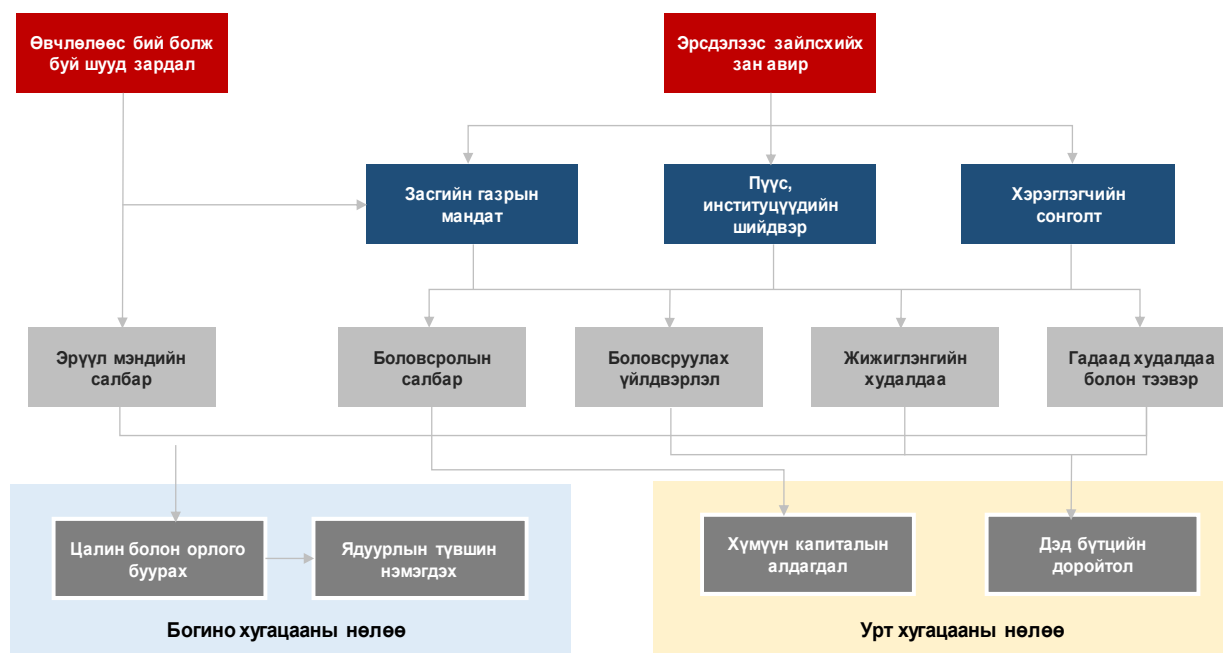 Өвчлөлөөс бий болж
буй шууд зардал
Эрсдэлээс зайлсхийх
зан авир
Засгийн газрын
мандат
Пүүс,
институцүүдийн
шийдвэр
Хэрэглэгчийн
сонголт
Эрүүл мэндийн
салбар
Боловсролын
салбар
Боловсруулах
үйлдвэрлэл
Жижиглэнгийн
худалдаа
Гадаад худалдаа
болон тээвэр
Цалин болон орлого
буурах
Ядуурлын түвшин
нэмэгдэх
Хүмүүн капиталын
алдагдал
Дэд бүтцийн
доройтол
Богино хугацааны нөлөө
Урт хугацааны нөлөө